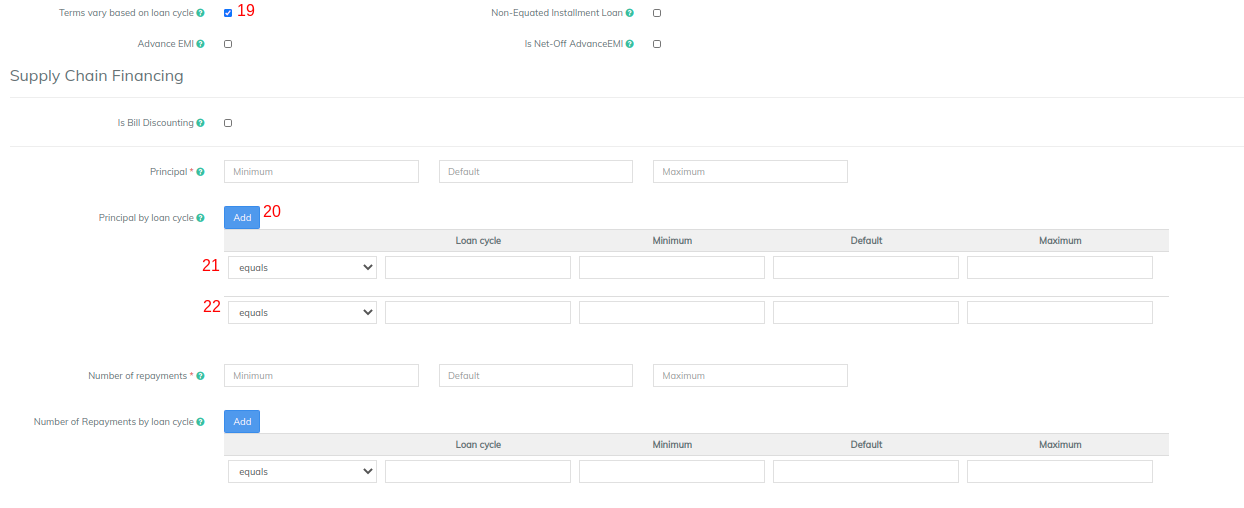 Terms vary based on loan cycle ? 19 Non-Equated Installment Loan ?
Advance EMI ? Is Net-Off AdvanceEMI ?
Supply Chain Financing
Is Bill Discounting ?
Principal * ? Minimum Default Maximum
Principal by loan cycle ? Add 20
Loan cycle Minimum Default Maximum
21 equals
22 equals
Number of repayments * ? Minimum Default Maximum
Number of Repayments by loan cycle ? Add
Loan cycle Minimum Default Maximum
equals